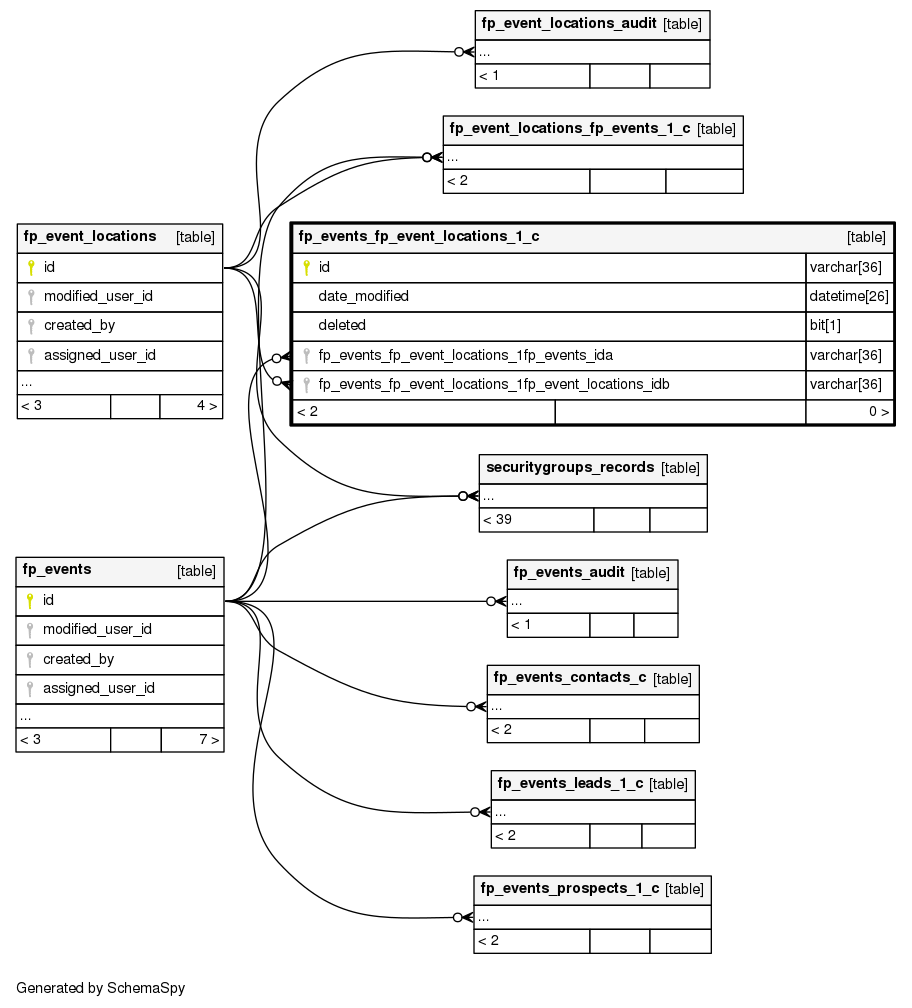 fp_event_locations_audit [table]
...
< 1
fp_event_locations_fp_events_1_c [table]
...
< 2
fp_event_locations [table]
id
modified_user_id
created_by
assigned_user_id
...
< 3 4 >
fp_events_fp_event_locations_1_c [table]
id varchar[36]
date_modified datetime[26]
deleted bit[1]
fp_events_fp_event_locations_1fp_events_ida varchar[36]
fp_events_fp_event_locations_1fp_event_locations_idb varchar[36]
< 2 0 >
securitygroups_records [table]
...
< 39
fp_events [table]
id
modified_user_id
created_by
assigned_user_id
...
< 3 7 >
fp_events_audit [table]
...
< 1
fp_events_contacts_c [table]
...
< 2
fp_events_leads_1_c [table]
...
< 2
fp_events_prospects_1_c [table]
...
< 2
Generated by SchemaSpy